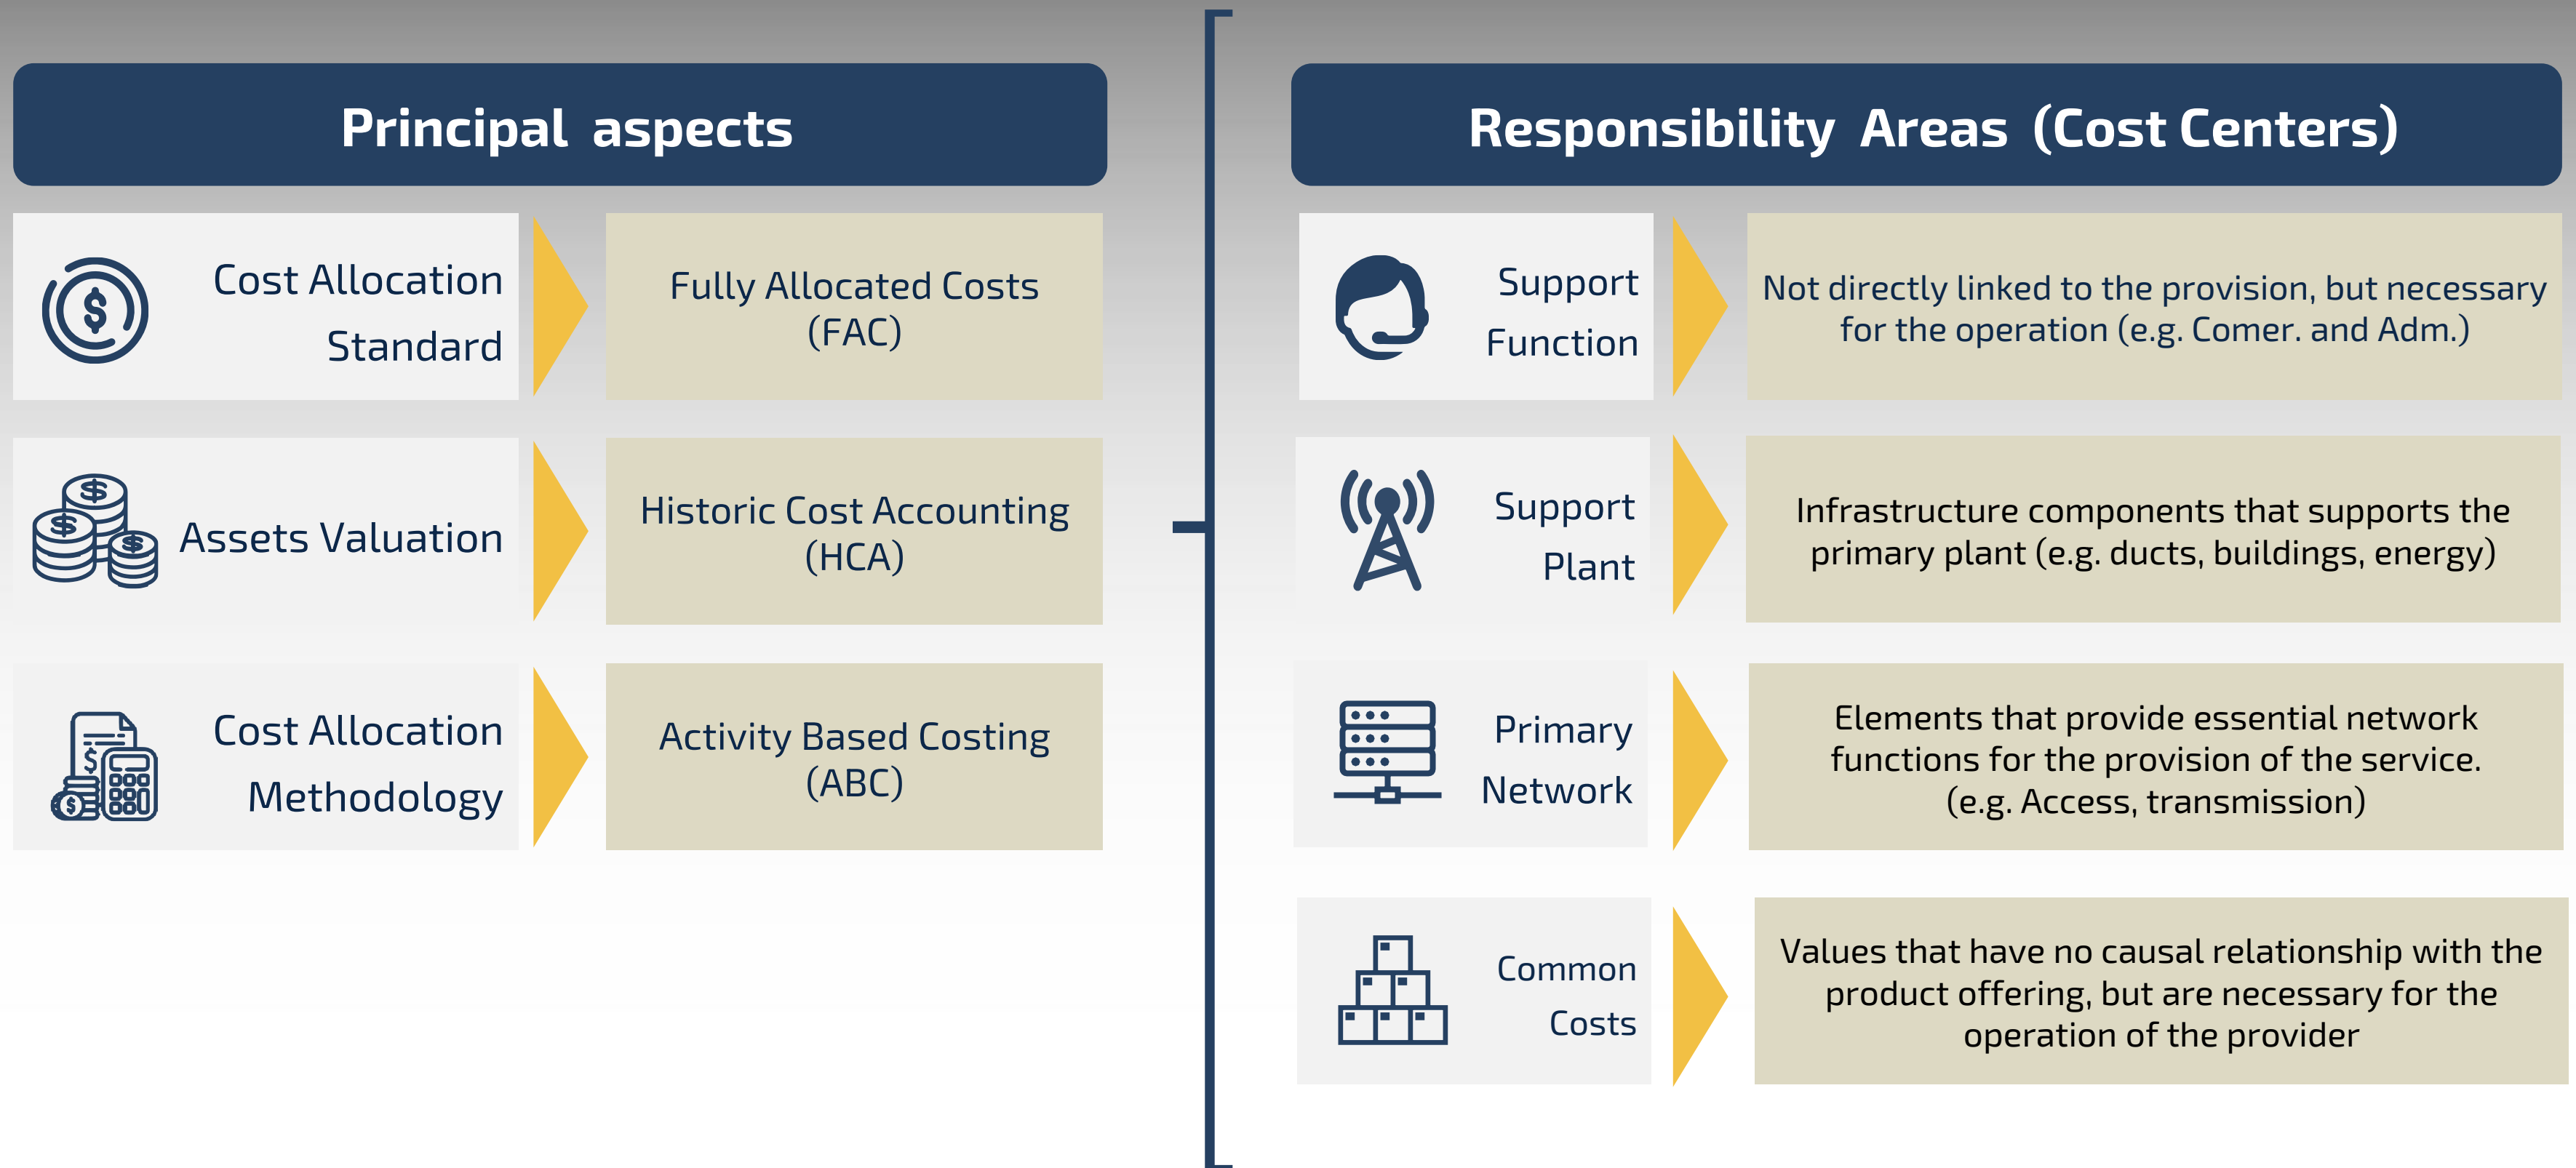 Principal aspects
Cost Allocation
Standard
Fully Allocated Costs
(FAC)
Assets Valuation
Historic Cost Accounting
(HCA)
Cost Allocation
Methodology
Activity Based Costing
(ABC)
Responsibility Areas (Cost Centers)
Support
Function
Not directly linked to the provision, but necessary
for the operation (e.g. Comer. and Adm.)
Support
Plant
Infrastructure components that supports the
primary plant (e.g. ducts, buildings, energy)
Primary
Network
Elements that provide essential network
functions for the provision of the service.
(e.g. Access, transmission)
Common
Costs
Values that have no causal relationship with the
product offering, but are necessary for the
operation of the provider